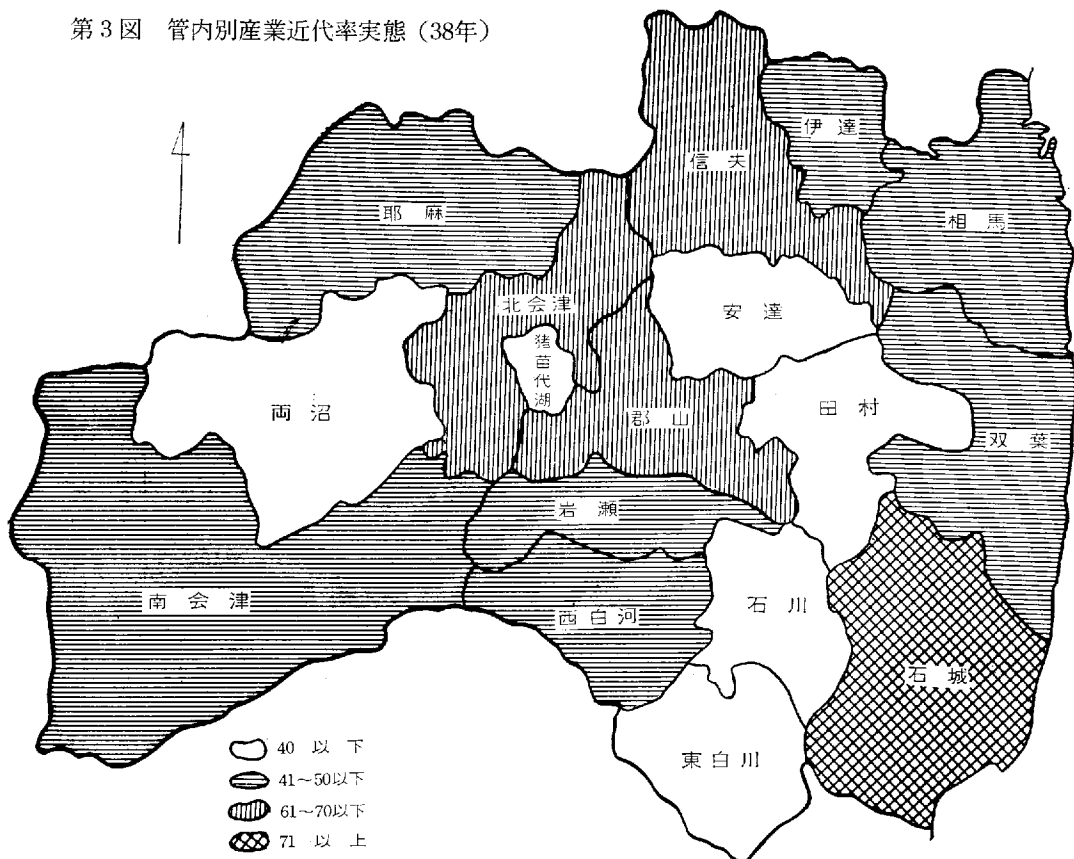 第3図 管内別産業近代率実態 (38年)
伊達
信夫
耶麻
相馬
北会津
安達
猪苗代湖
両沼
郡山
田村
双葉
岩瀬
南会津
石川
西白河
石城
東白川
40 以下
41~50以下
61~70以下
71 以上